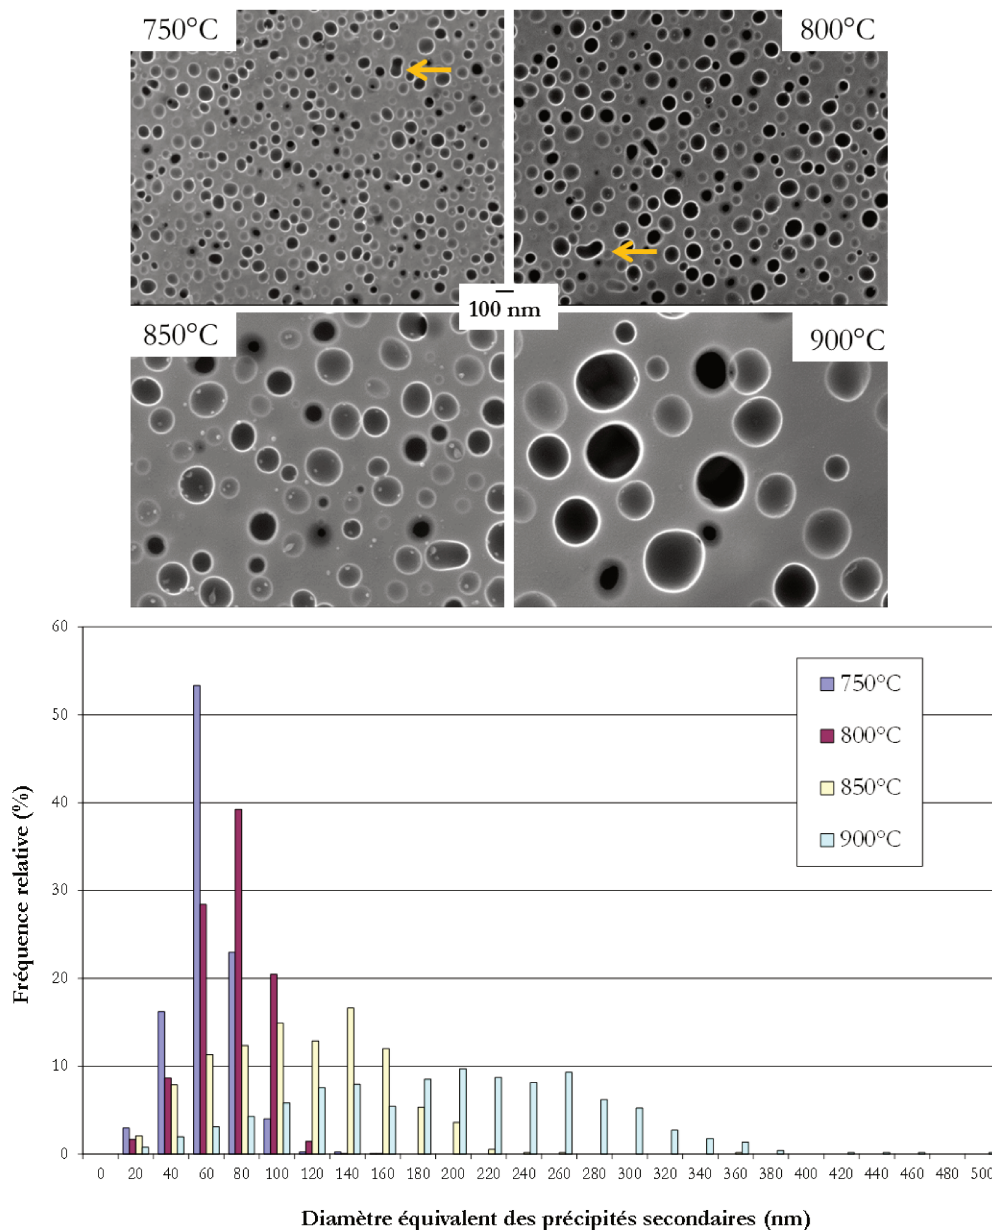 750°C
800°C
100 nm
850°C
900°C
60
50
40
30
20
10
0
Fréquence relative (%)
750°C
800°C
850°C
900°C
0 20 40 60 80 100 120 140 160 180 200 220 240 260 280 300 320 340 360 380 400 420 440 460 480 500
Diamètre équivalent des précipités secondaires (nm)